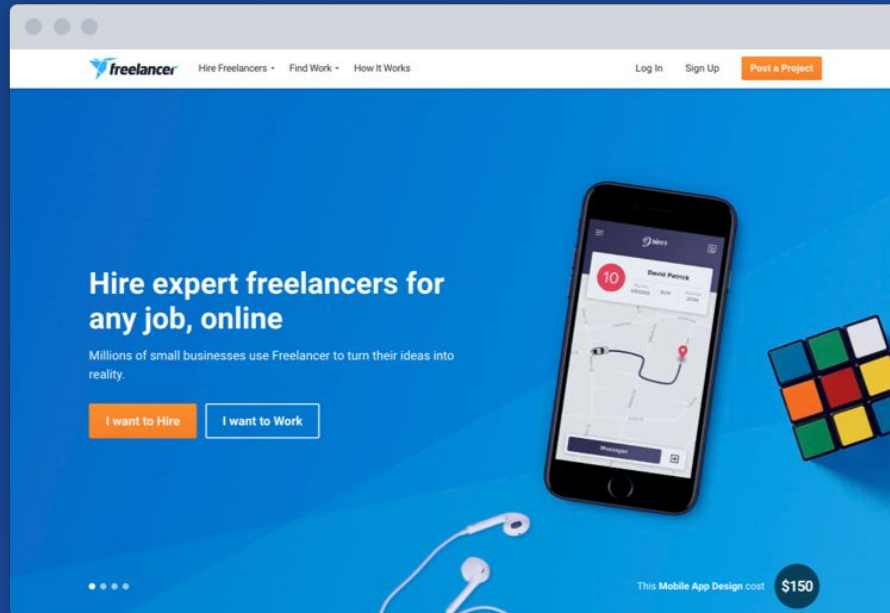 freelancer
Hire Freelancers
Find Work
How It Works
Log In
Sign Up
Post a Project
Hire expert freelancers for
any job, online
Millions of small businesses use Freelancer to turn their ideas into
reality.
I want to Hire
I want to Work
10
David Patrick
Messages
This Mobile App Design cost
$150